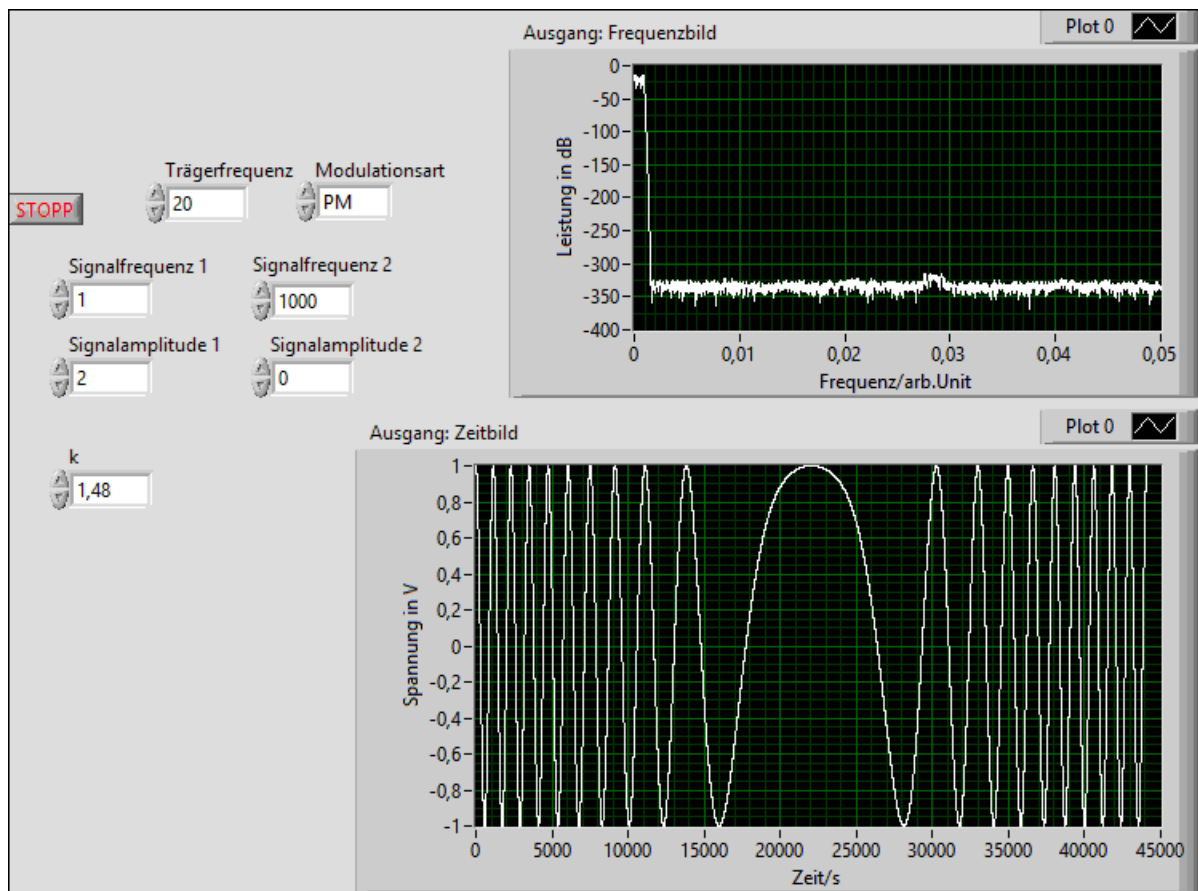 Ausgang: Frequenzbild
Plot 0
0
-50
-100
-150
-200
-250
-300
-350
-400
Leistung in dB
0 0,01 0,02 0,03 0,04 0,05
Frequenz/arb.Unit
Trägerfrequenz Modulationsart
STOPP 20 PM
Signalfrequenz 1 Signalfrequenz 2
1 1000
Signalamplitude 1 Signalamplitude 2
2 0
k
1,48
Ausgang: Zeitbild
Plot 0
1
0,8
0,6
0,4
0,2
0
-0,2
-0,4
-0,6
-0,8
-1
Spannung in V
0 5000 10000 15000 20000 25000 30000 35000 40000 45000
Zeit/s